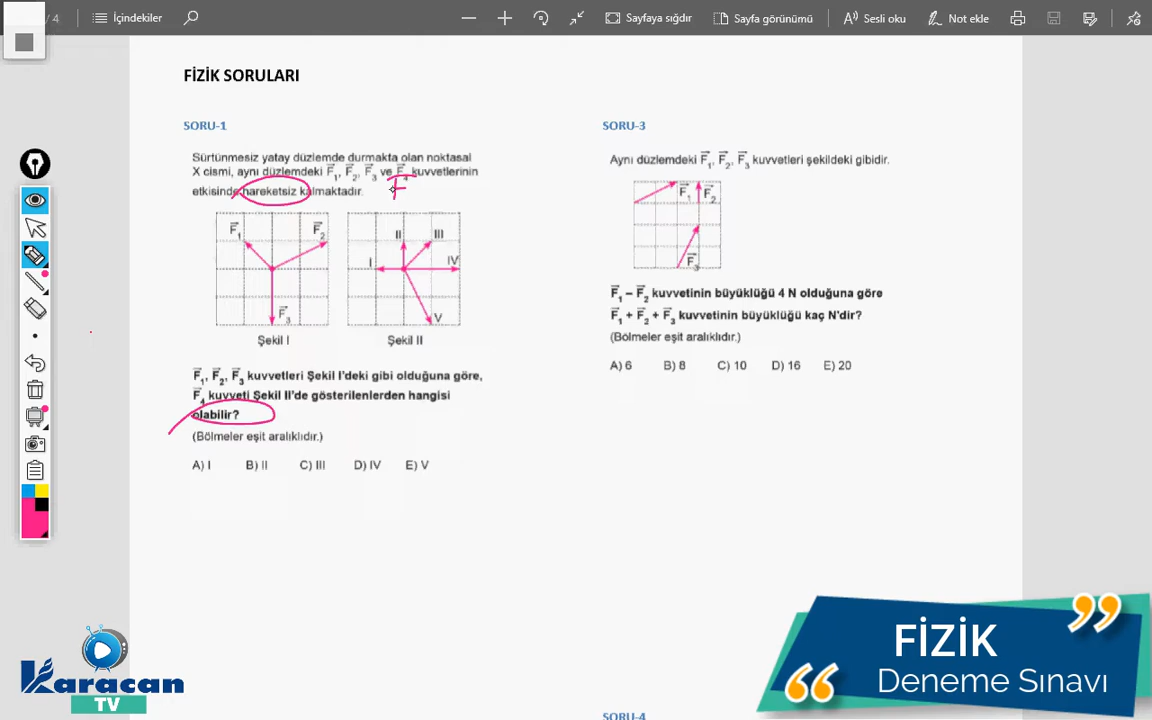 / 4
İçindekiler
Sayfaya sığdır
Sayfa görünümü
Sesli oku
Not ekle
FİZİK SORULARI
SORU-1
Sürtünmesiz yatay düzlemde durmakta olan noktasal
X cismi, aynı düzlemdeki F₁, F₂, F₃ ve F₄ kuvvetlerinin
etkisinde hareketsiz kalmaktadır.
F
F₁
F₂
F₃
Şekil I
I
II
III
IV
V
Şekil II
F₁, F₂, F₃ kuvvetleri Şekil I'deki gibi olduğuna göre,
F₄ kuvveti Şekil II'de gösterilenlerden hangisi
olabilir?
(Bölmeler eşit aralıklıdır.)
A) I B) II C) III D) IV E) V
SORU-3
Aynı düzlemdeki F₁, F₂, F₃ kuvvetleri şekildeki gibidir.
F₁
F₂
F₃
F₁ – F₂ kuvvetinin büyüklüğü 4 N olduğuna göre
F₁ + F₂ + F₃ kuvvetinin büyüklüğü kaç N'dir?
(Bölmeler eşit aralıklıdır.)
A) 6 B) 8 C) 10 D) 16 E) 20
SORU-4
Karacan
TV
FİZİK
Deneme Sınavı